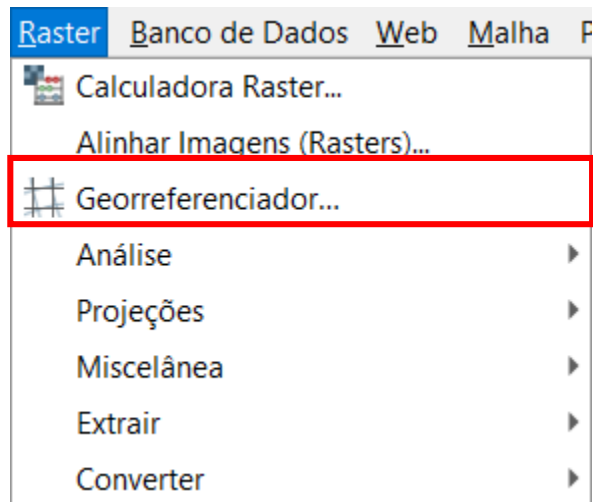 Raster Banco de Dados Web Malha P
Calculadora Raster...
Alinhar Imagens (Rasters)...
Georreferenciador...
Análise
Projeções
Miscelânea
Extrair
Converter